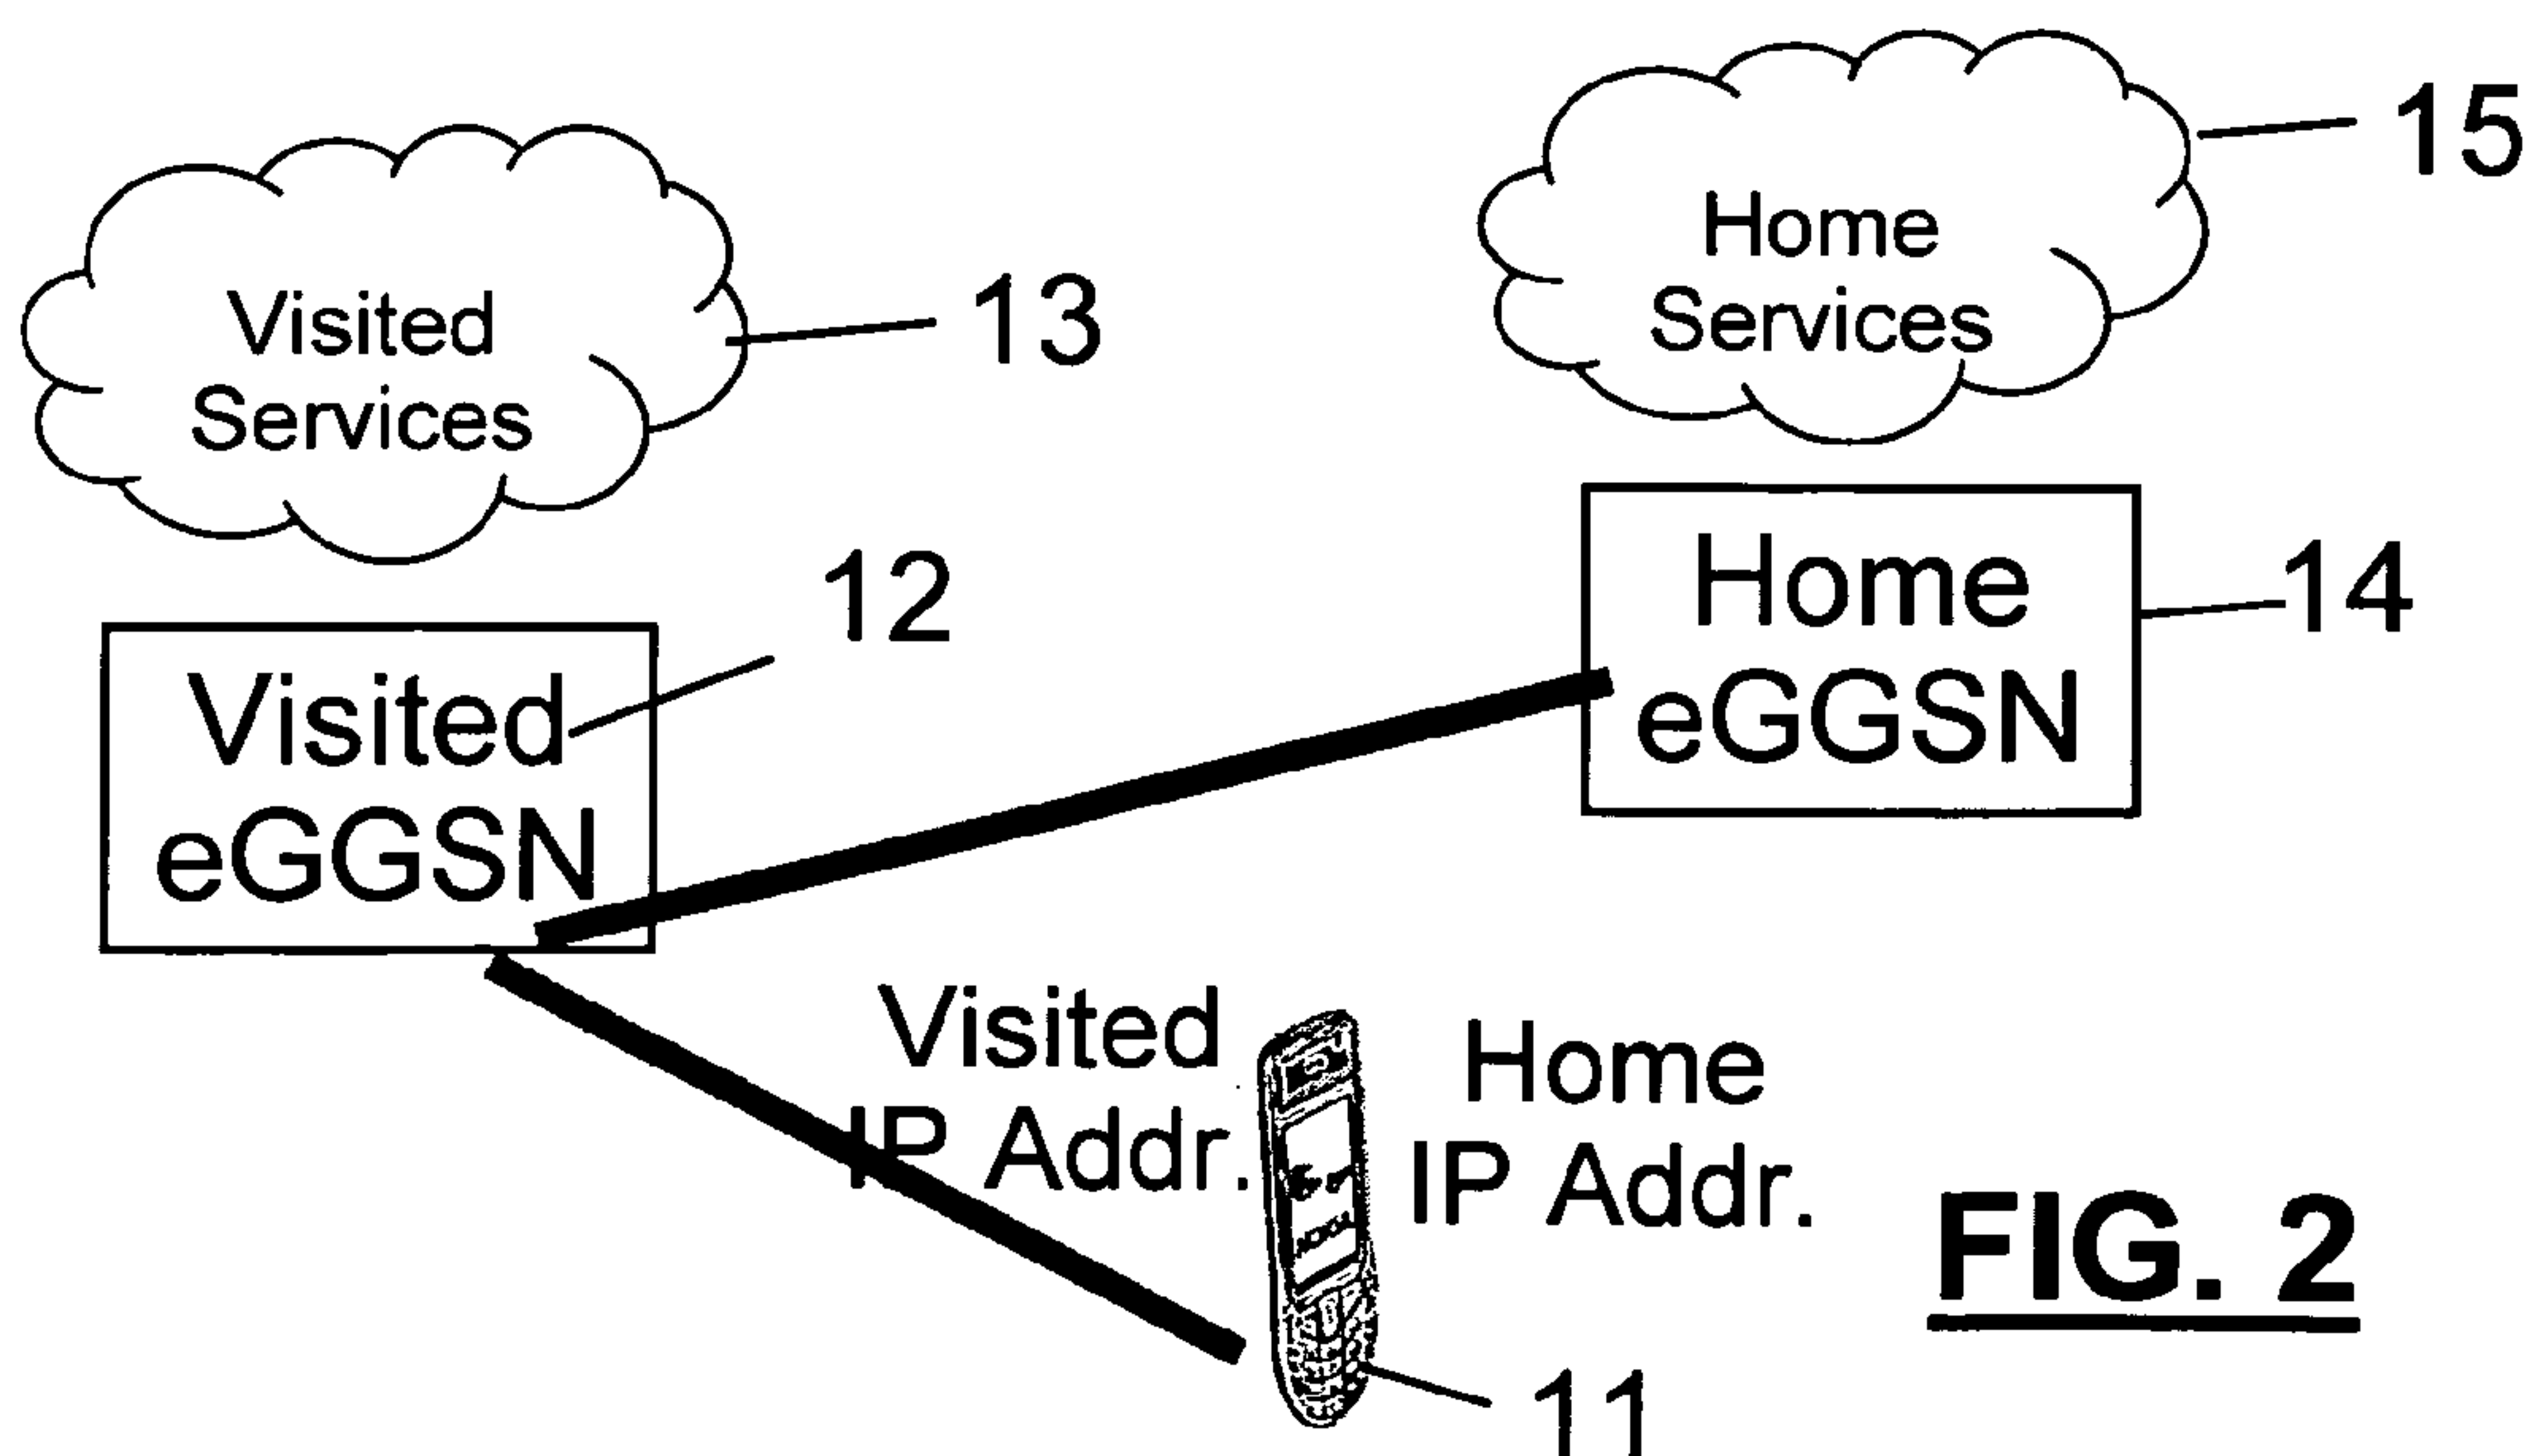 15
Home
Services
13
Visited
Services
14
Home
eGGSN
12
Visited
eGGSN
Visited
IP Addr.
Home
IP Addr.
11
FIG. 2